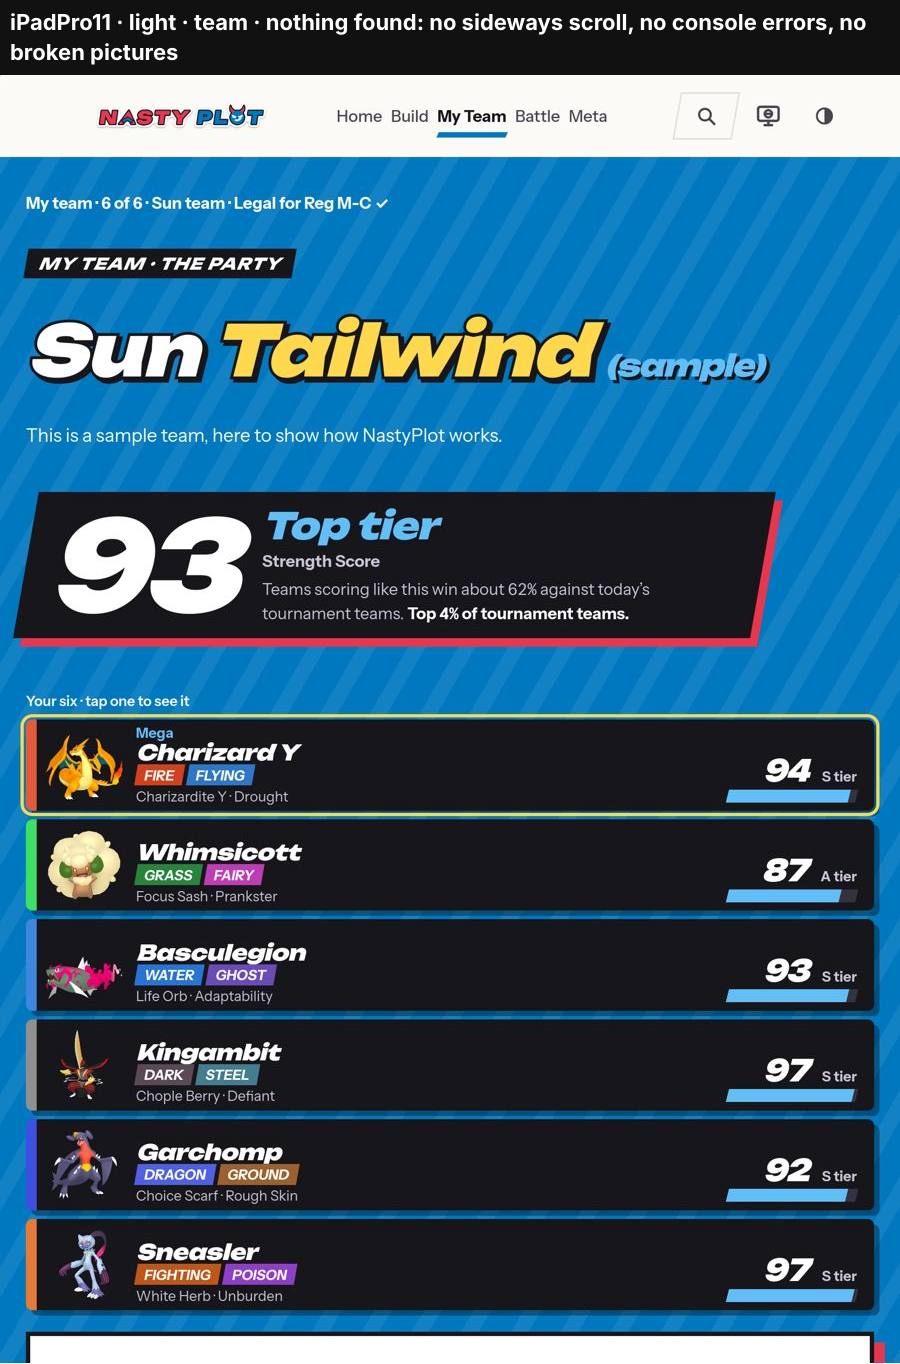 iPadPro11 · light · team · nothing found: no sideways scroll, no console errors, no
broken pictures
NASTY PLOT
Home Build My Team Battle Meta
My team · 6 of 6 · Sun team · Legal for Reg M-C ✓
MY TEAM · THE PARTY
Sun Tailwind (sample)
This is a sample team, here to show how NastyPlot works.
93
Top tier
Strength Score
Teams scoring like this win about 62% against today's
tournament teams. Top 4% of tournament teams.
Your six · tap one to see it
Mega
Charizard Y
FIRE FLYING
Charizardite Y · Drought
94 S tier
Whimsicott
GRASS FAIRY
Focus Sash · Prankster
87 A tier
Basculegion
WATER GHOST
Life Orb · Adaptability
93 S tier
Kingambit
DARK STEEL
Chople Berry · Defiant
97 S tier
Garchomp
DRAGON GROUND
Choice Scarf · Rough Skin
92 S tier
Sneasler
FIGHTING POISON
White Herb · Unburden
97 S tier